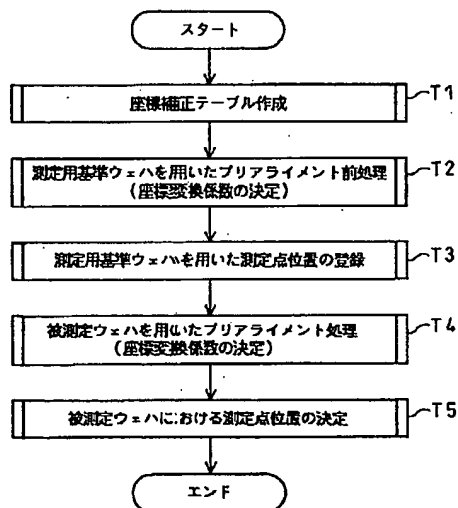 スタート
座標補正テーブル作成
T1
測定用基準ウェハを用いたプリアライメント前処理
(座標変換係数の決定)
T2
測定用基準ウェハを用いた測定点位置の登録
T3
被測定ウェハを用いたプリアライメント処理
(座標変換係数の決定)
T4
被測定ウェハにおける測定点位置の決定
T5
エンド